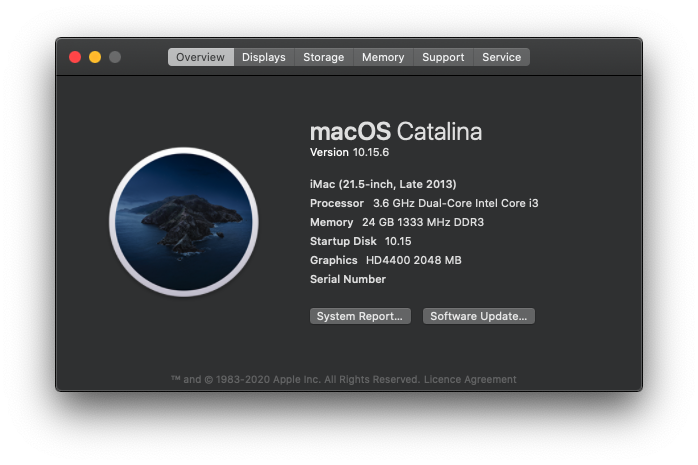 Overview Displays Storage Memory Support Service
macOS Catalina
Version 10.15.6
iMac (21.5-inch, Late 2013)
Processor 3.6 GHz Dual-Core Intel Core i3
Memory 24 GB 1333 MHz DDR3
Startup Disk 10.15
Graphics HD4400 2048 MB
Serial Number
System Report... Software Update...
™ and © 1983-2020 Apple Inc. All Rights Reserved. Licence Agreement